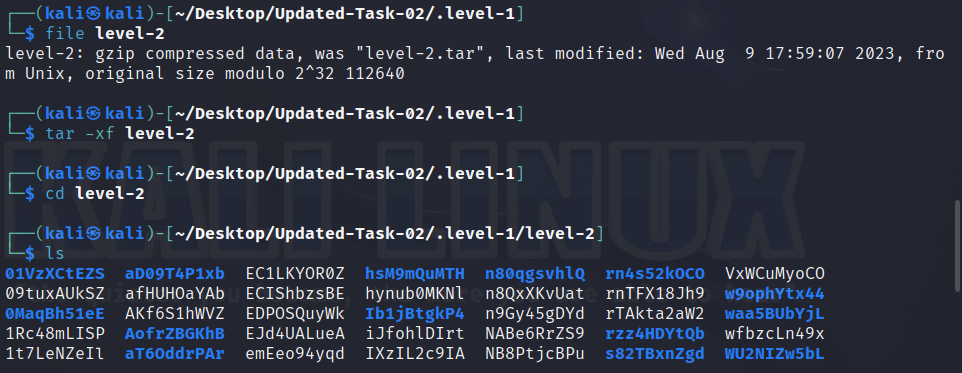 ┌──(kali㉿kali)-[~/Desktop/Updated-Task-02/.level-1]
└─$ file level-2
level-2: gzip compressed data, was "level-2.tar", last modified: Wed Aug  9 17:59:07 2023, fro
m Unix, original size modulo 2^32 112640
┌──(kali㉿kali)-[~/Desktop/Updated-Task-02/.level-1]
└─$ tar -xf level-2
┌──(kali㉿kali)-[~/Desktop/Updated-Task-02/.level-1]
└─$ cd level-2
┌──(kali㉿kali)-[~/Desktop/Updated-Task-02/.level-1/level-2]
└─$ ls
01VzXCtEZS  aD09T4P1xb  EC1LKYOR0Z  hsM9mQuMTH  n80qgsvhlQ  rn4s52kOCO  VxWCuMyoCO
09tuxAUkSZ  afHUHOaYAb  ECIShbzsBE  hynub0MKNl  n8QxXKvUat  rnTFX18Jh9  w9ophYtx44
0MaqBh51eE  AKf6S1hWVZ  EDPOSQuyWk  Ib1jBtgkP4  n9Gy45gDYd  rTAkta2aW2  waa5BUbYjL
1Rc48mLISP  AofrZBGKhB  EJd4UALueA  iJfohlDIrt  NABe6RrZS9  rzz4HDYtQb  wfbzcLn49x
1t7LeNZeIl  aT6OddrPAr  emEeo94yqd  IXzIL2c9IA  NB8PtjcBPu  s82TBxnZgd  WU2NIZw5bL
KALI LINUX